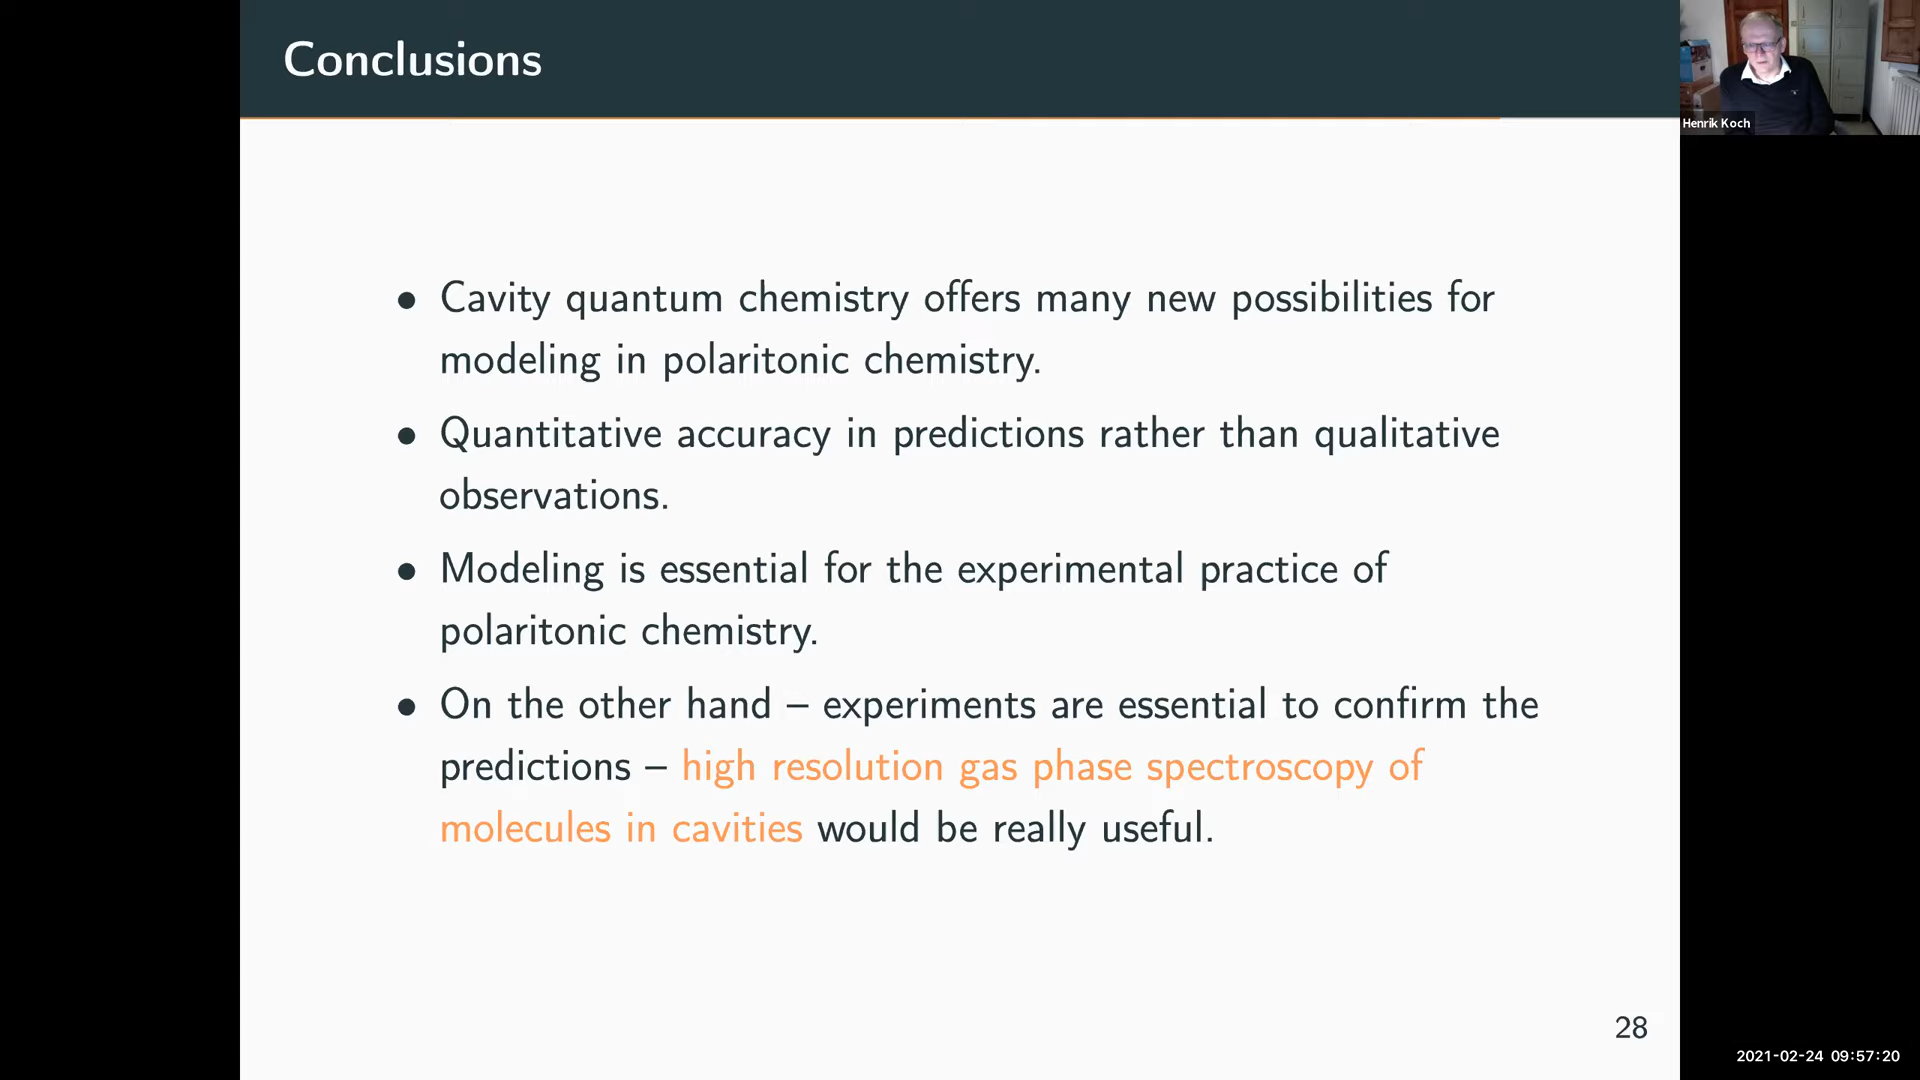 Conclusions
Henrik Koch
• Cavity quantum chemistry offers many new possibilities for
modeling in polaritonic chemistry.
• Quantitative accuracy in predictions rather than qualitative
observations.
• Modeling is essential for the experimental practice of
polaritonic chemistry.
• On the other hand – experiments are essential to confirm the
predictions – high resolution gas phase spectroscopy of
molecules in cavities would be really useful.
28
2021-02-24 09:57:20